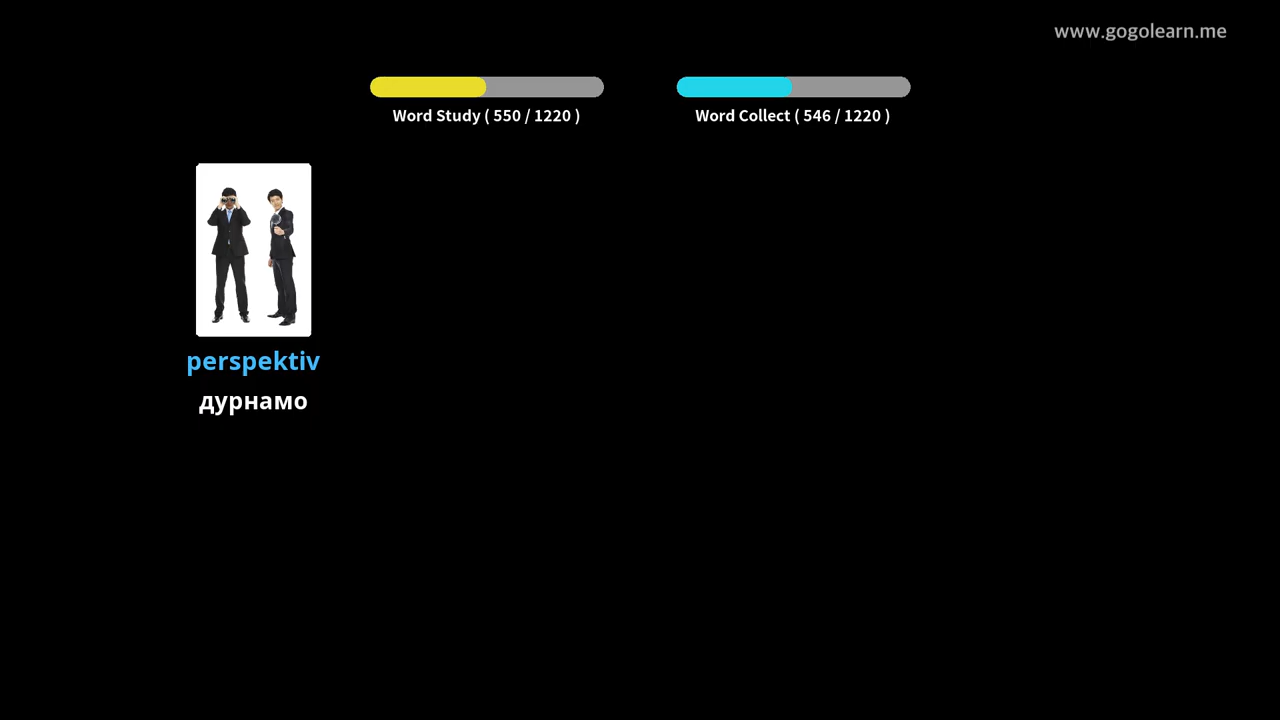 www.gogolearn.me
Word Study ( 550 / 1220 )
Word Collect ( 546 / 1220 )
perspektiv
дурнамо